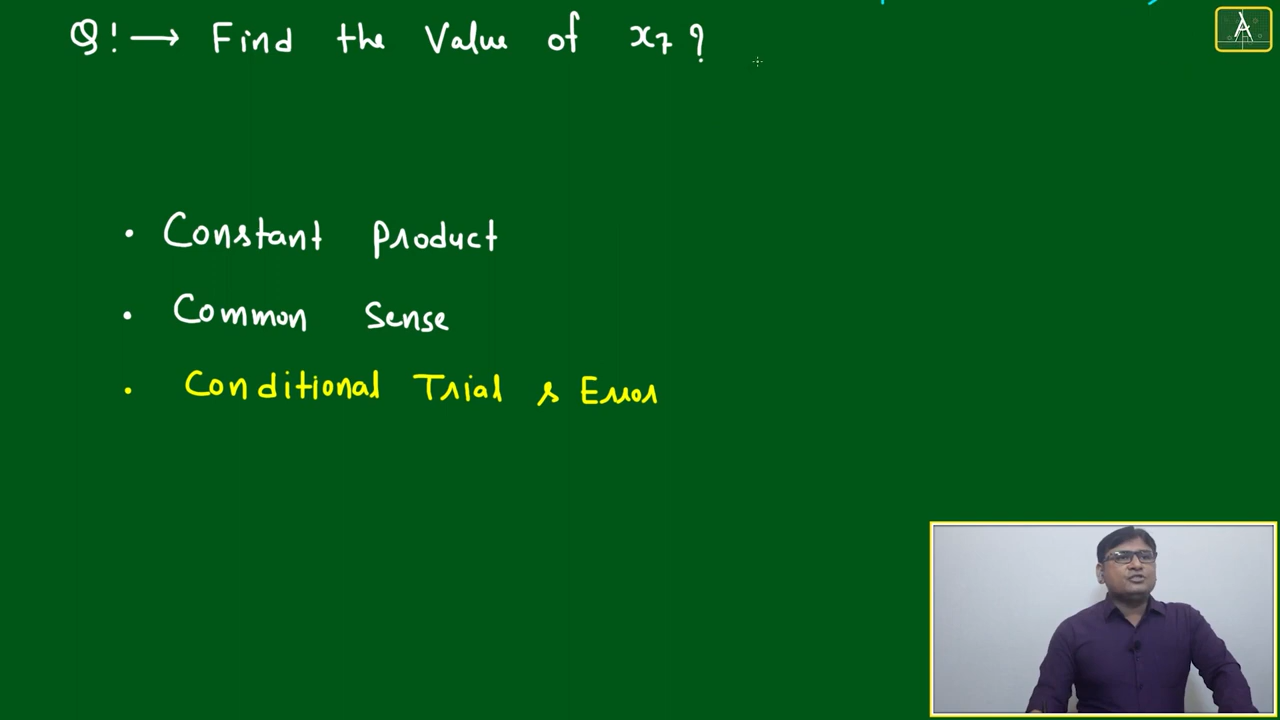 Q! → Find the Value of x₇ ?
• Constant Product
• Common Sense
• Conditional Trial & Error
A